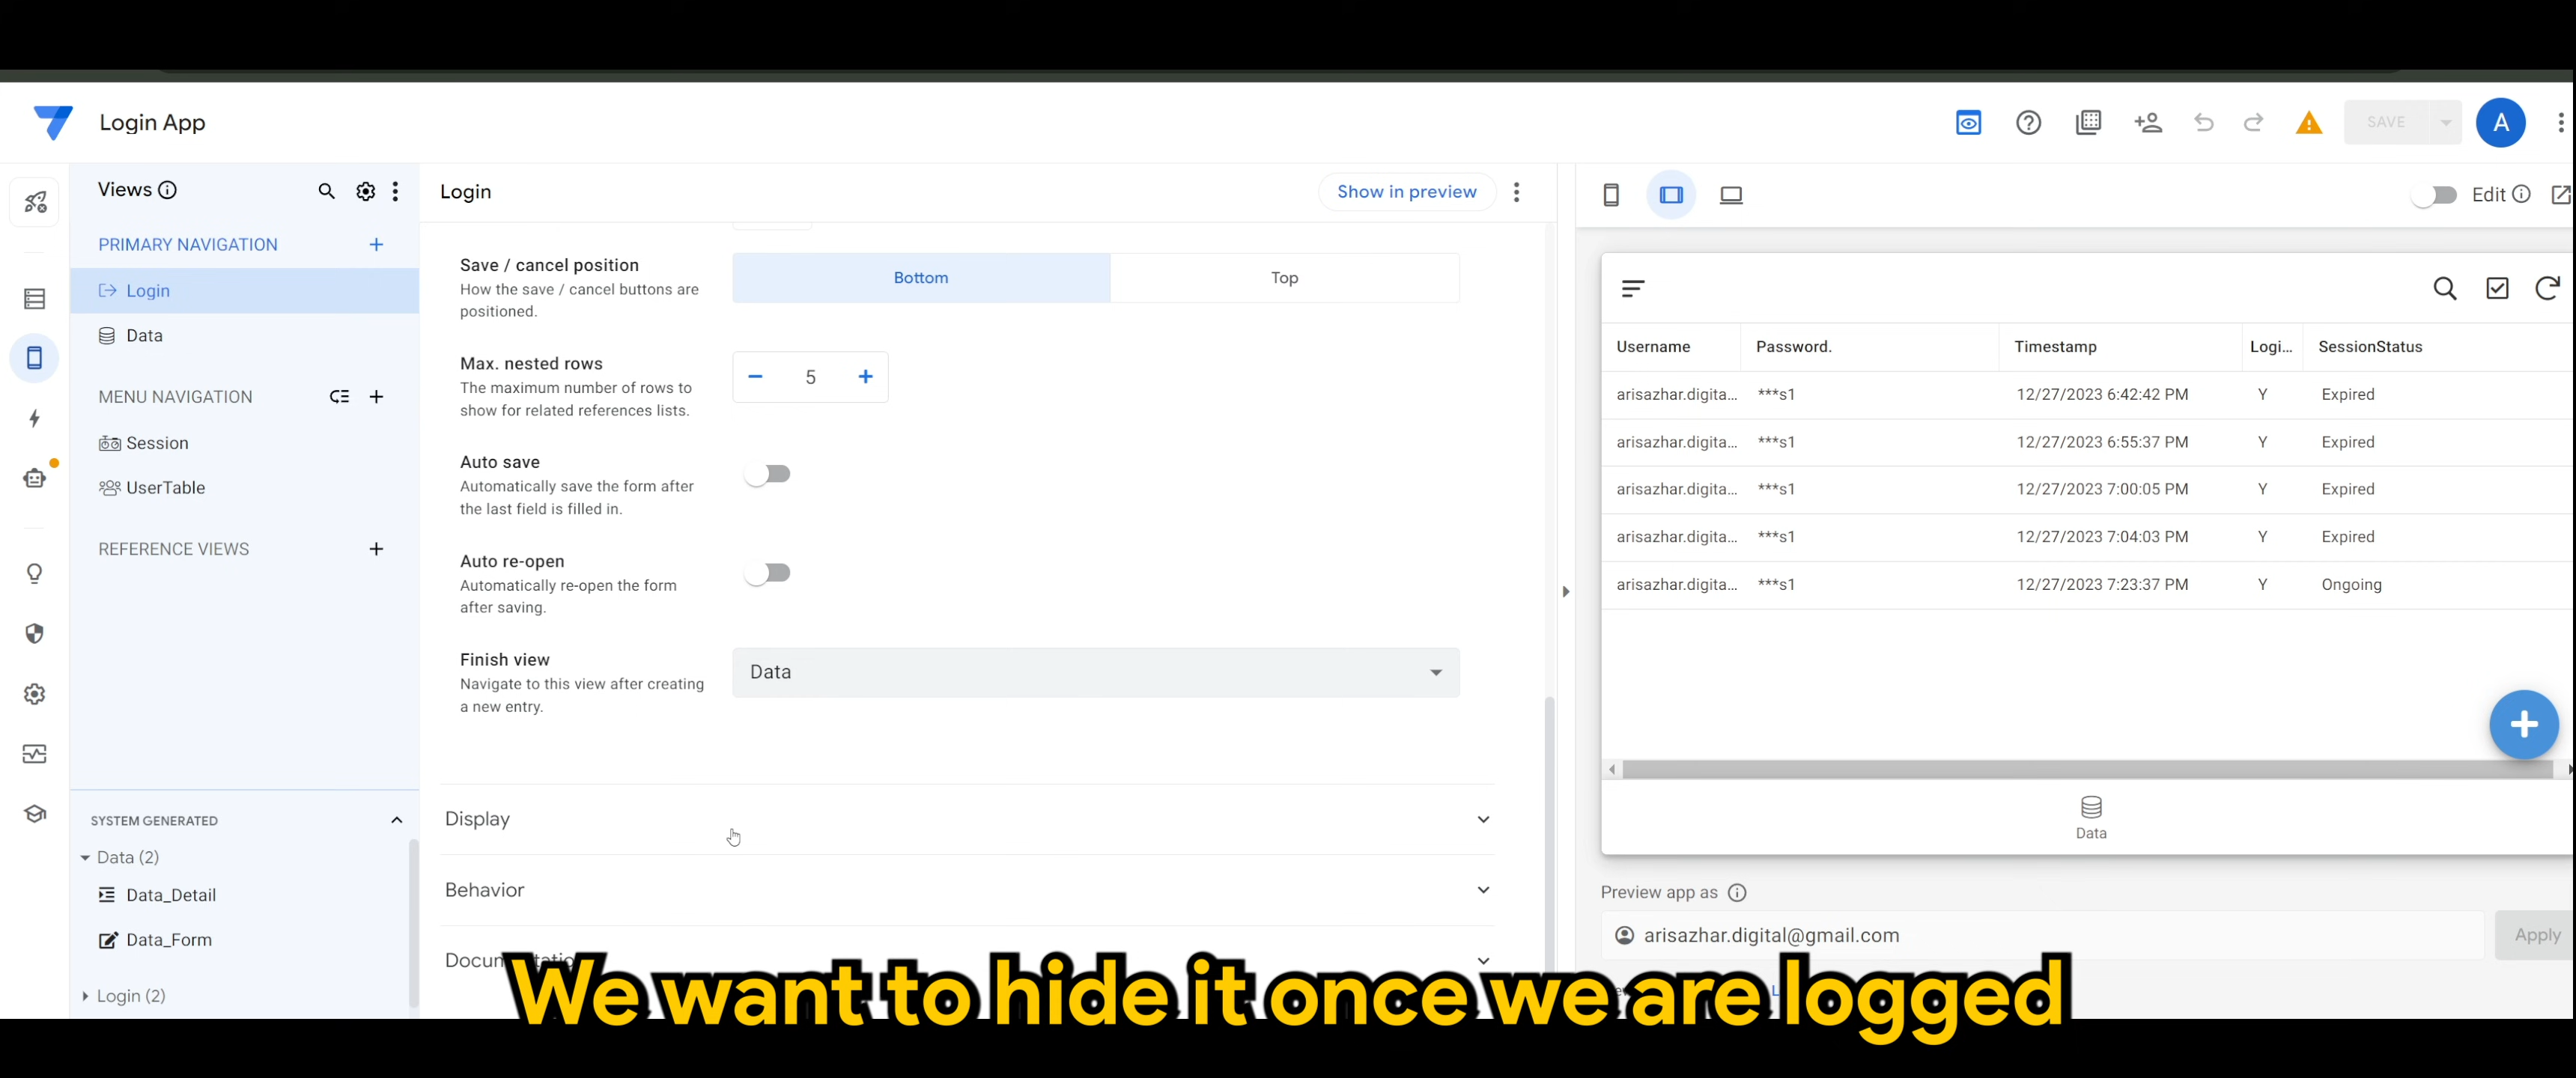 Login App
SAVE
A
Views
PRIMARY NAVIGATION
Login
Data
MENU NAVIGATION
Session
UserTable
REFERENCE VIEWS
SYSTEM GENERATED
Data (2)
Data_Detail
Data_Form
Login (2)
Login
Show in preview
Save / cancel position
How the save / cancel buttons are
positioned.
Bottom
Top
Max. nested rows
The maximum number of rows to
show for related references lists.
5
Auto save
Automatically save the form after
the last field is filled in.
Auto re-open
Automatically re-open the form
after saving.
Finish view
Navigate to this view after creating
a new entry.
Data
Display
Behavior
Edit
Username Password. Timestamp Logi... SessionStatus
arisazhar.digita... ***s1 12/27/2023 6:42:42 PM Y Expired
arisazhar.digita... ***s1 12/27/2023 6:55:37 PM Y Expired
arisazhar.digita... ***s1 12/27/2023 7:00:05 PM Y Expired
arisazhar.digita... ***s1 12/27/2023 7:04:03 PM Y Expired
arisazhar.digita... ***s1 12/27/2023 7:23:37 PM Y Ongoing
Data
Preview app as
arisazhar.digital@gmail.com
Apply
We want to hide it once we are logged